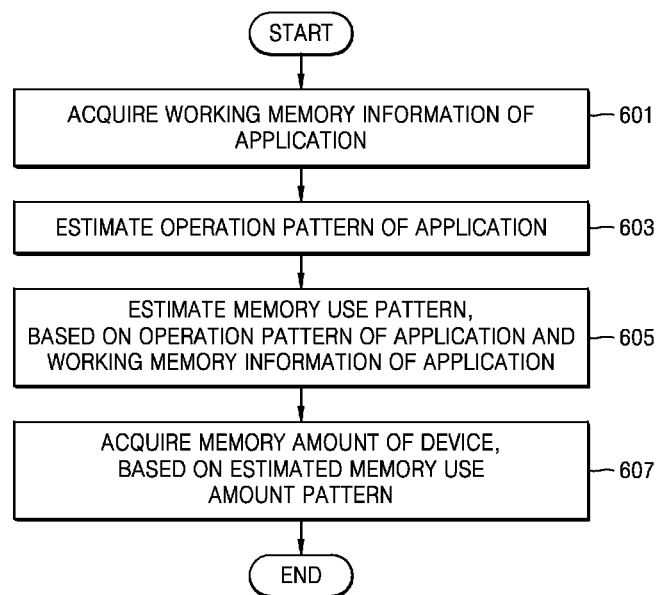 START
ACQUIRE WORKING MEMORY INFORMATION OF
APPLICATION
601
ESTIMATE OPERATION PATTERN OF APPLICATION
603
ESTIMATE MEMORY USE PATTERN,
BASED ON OPERATION PATTERN OF APPLICATION AND
WORKING MEMORY INFORMATION OF APPLICATION
605
ACQUIRE MEMORY AMOUNT OF DEVICE,
BASED ON ESTIMATED MEMORY USE
AMOUNT PATTERN
607
END